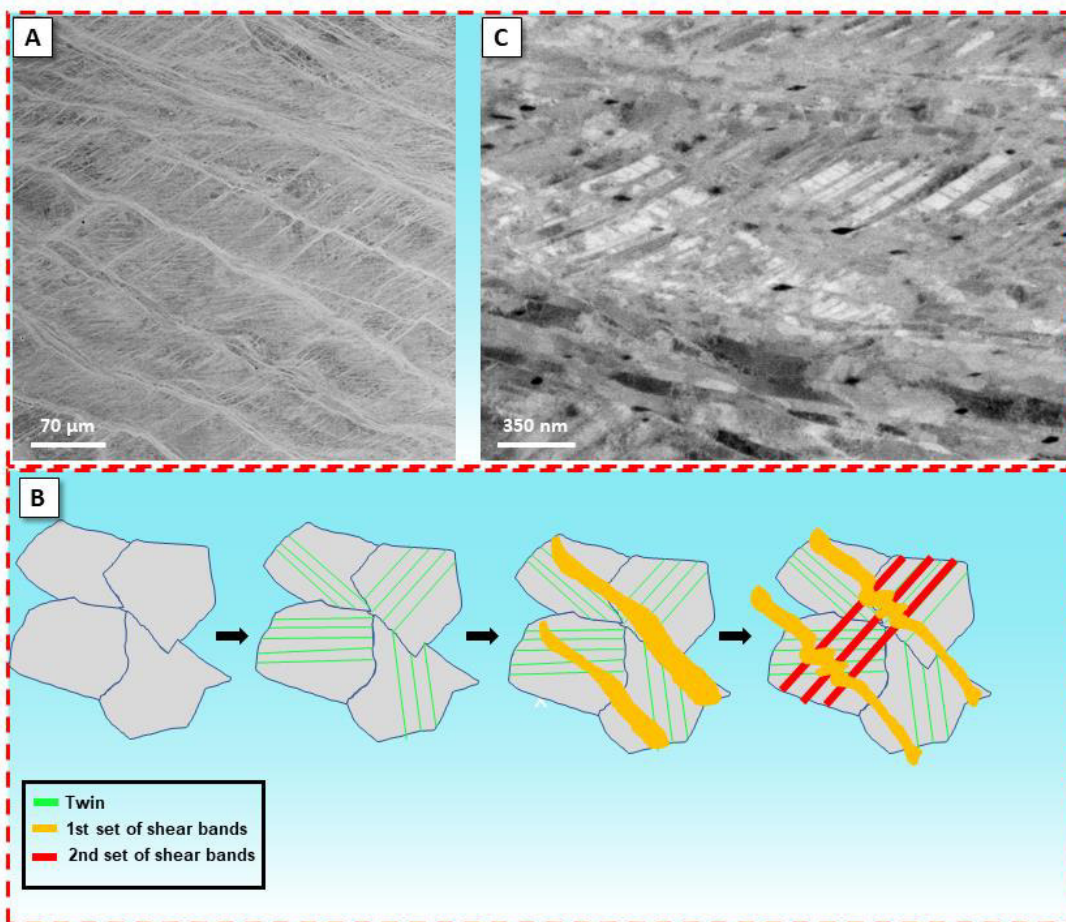 A
C
70 µm
350 nm
B
Twin
1st set of shear bands
2nd set of shear bands